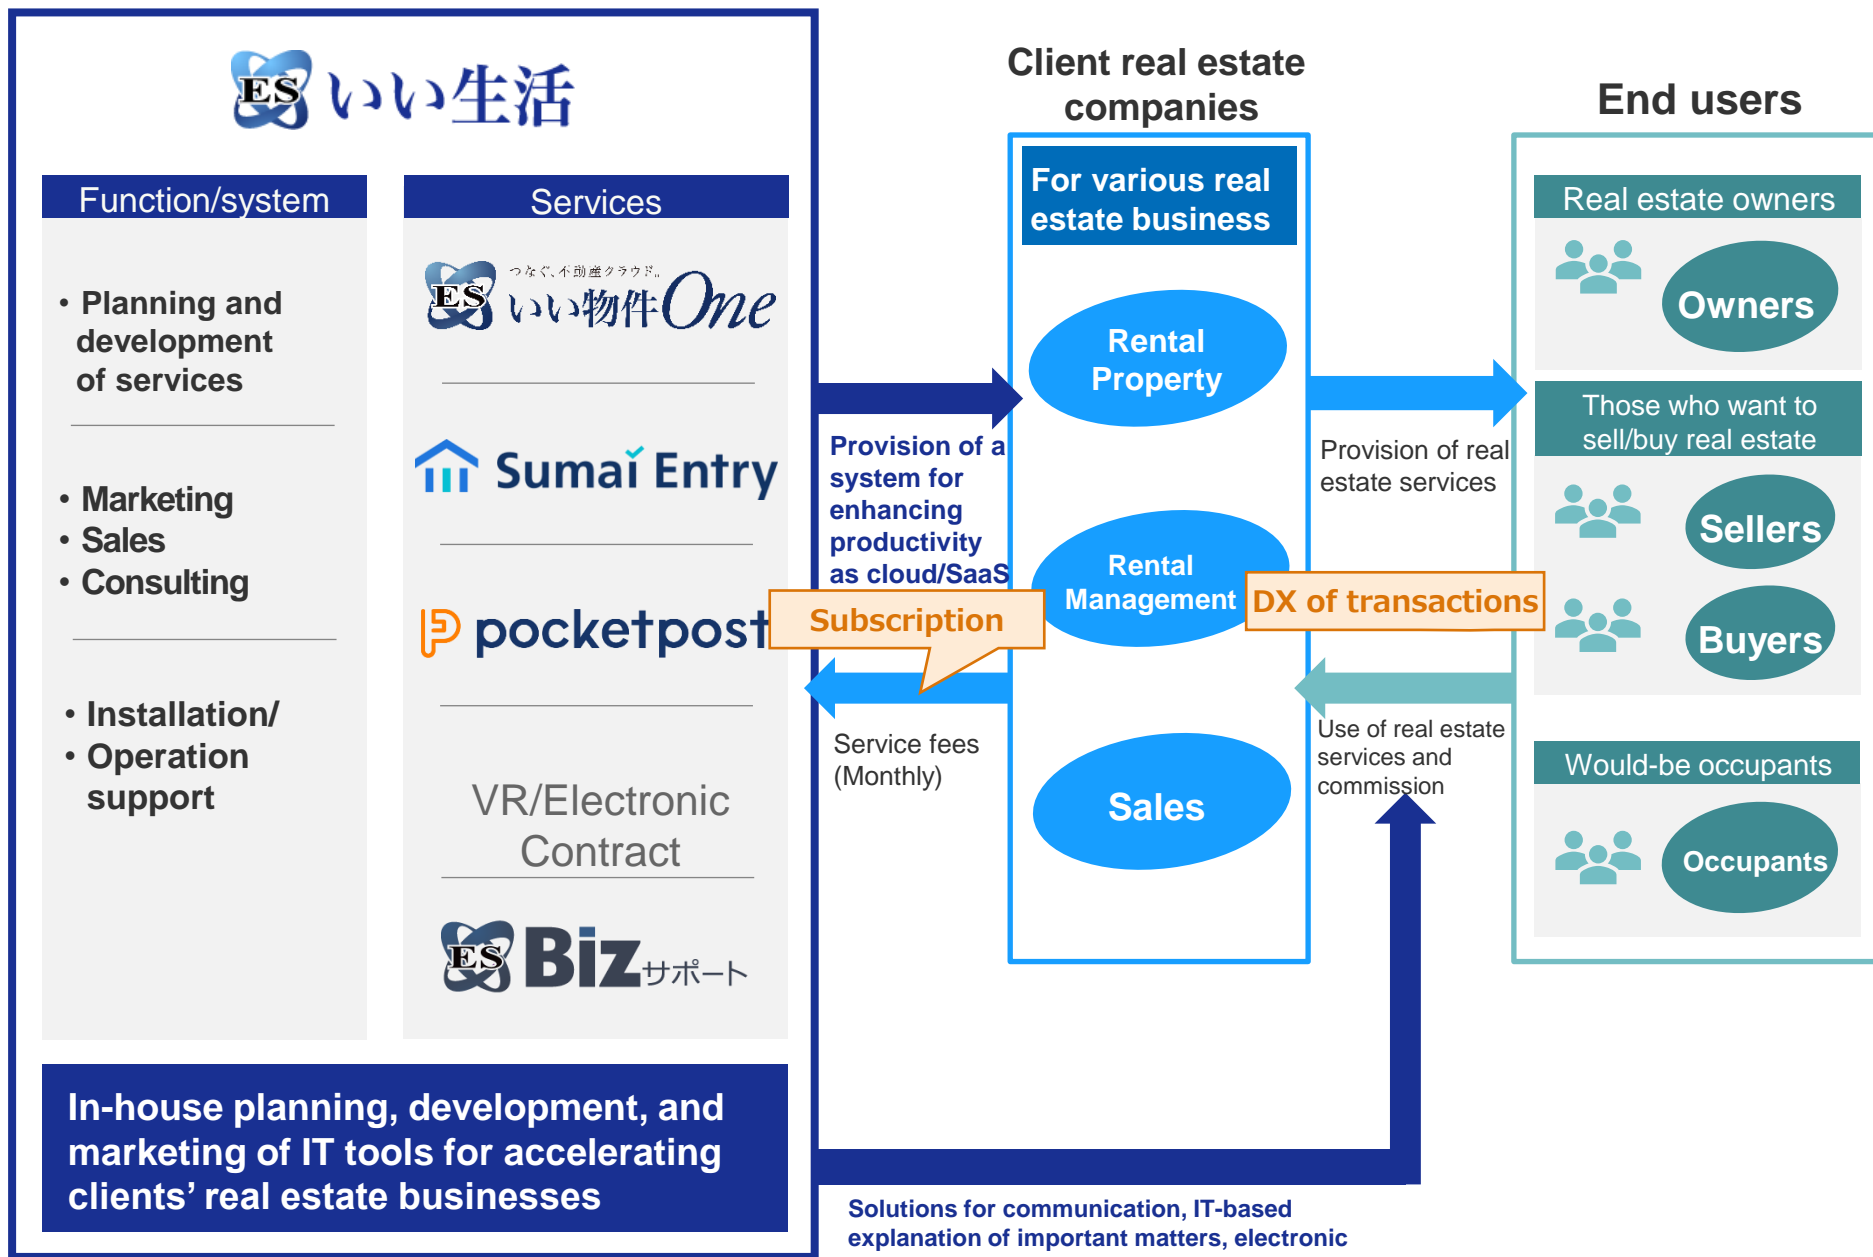 ES いい生活
Function/system
・Planning and
development
of services
・Marketing
・Sales
・Consulting
・Installation/
・Operation
support
Services
つなぐ、不動産クラウド。
ES いい物件One
Sumai Entry
pocketpost
VR/Electronic
Contract
ES Bizサポート
In-house planning, development, and
marketing of IT tools for accelerating
clients’ real estate businesses
Provision of a
system for
enhancing
productivity
as cloud/SaaS
Subscription
Service fees
(Monthly)
Client real estate
companies
For various real
estate business
Rental
Property
Rental
Management
Sales
Provision of real
estate services
DX of transactions
Use of real estate
services and
commission
Solutions for communication, IT-based
explanation of important matters, electronic
End users
Real estate owners
Owners
Those who want to
sell/buy real estate
Sellers
Buyers
Would-be occupants
Occupants